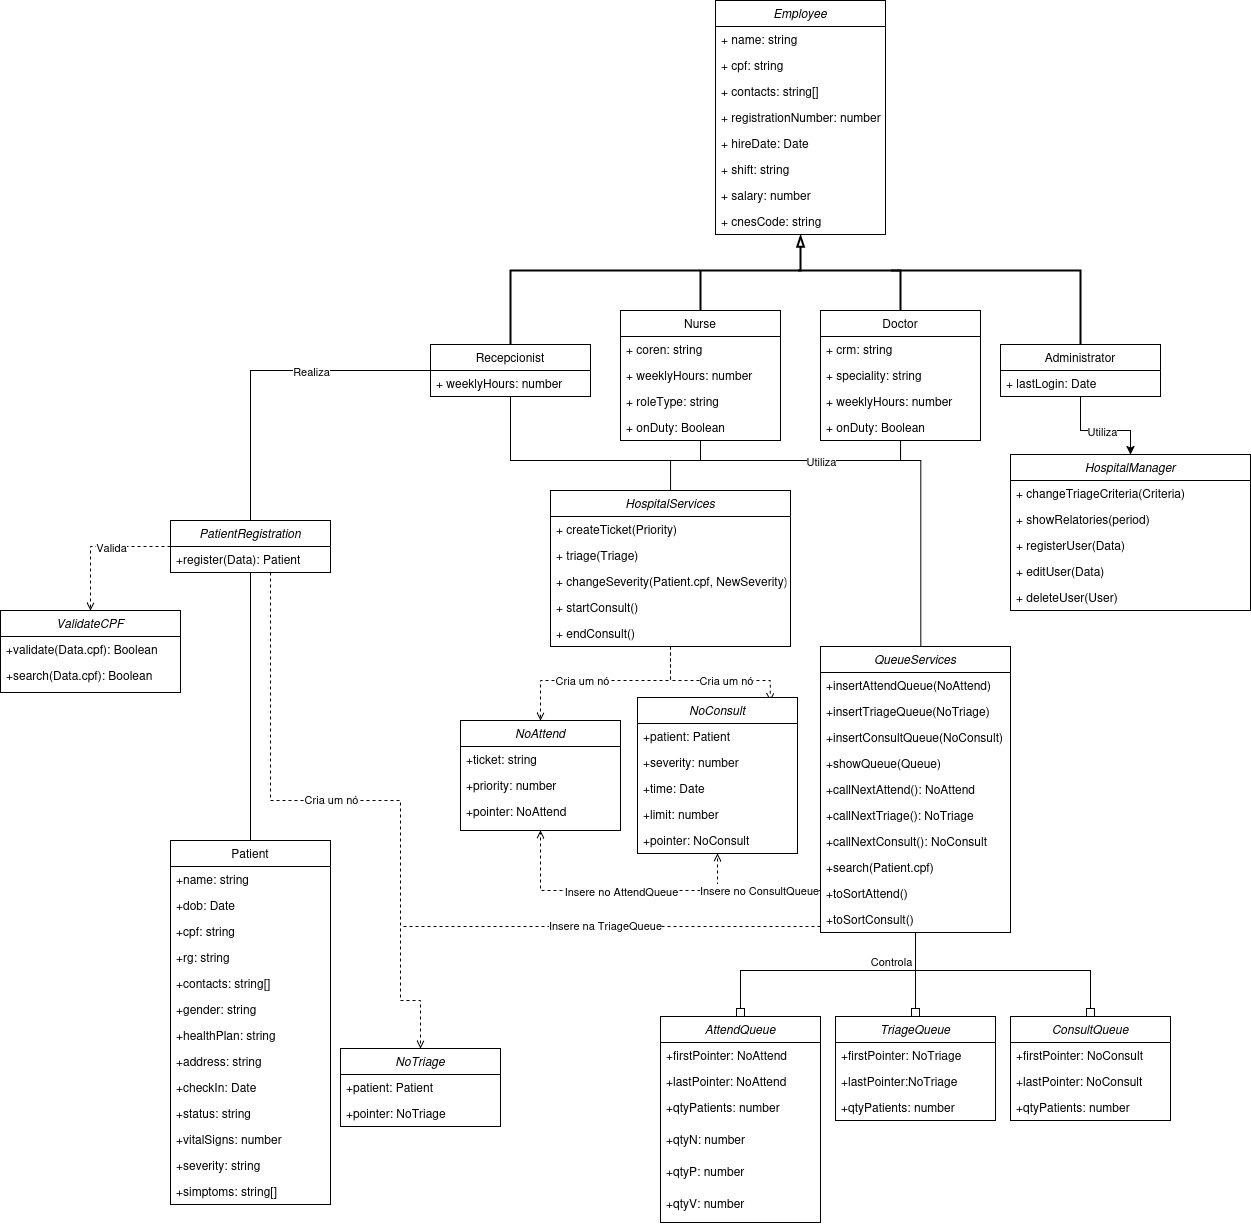 Employee
+ name: string
+ cpf: string
+ contacts: string[]
+ registrationNumber: number
+ hireDate: Date
+ shift: string
+ salary: number
+ cnesCode: string
Recepcionist
+ weeklyHours: number
Nurse
+ coren: string
+ weeklyHours: number
+ roleType: string
+ onDuty: Boolean
Doctor
+ crm: string
+ speciality: string
+ weeklyHours: number
+ onDuty: Boolean
Administrator
+ lastLogin: Date
Realiza
Utiliza
Utiliza
HospitalManager
+ changeTriageCriteria(Criteria)
+ showRelatories(period)
+ registerUser(Data)
+ editUser(Data)
+ deleteUser(User)
HospitalServices
+ createTicket(Priority)
+ triage(Triage)
+ changeSeverity(Patient.cpf, NewSeverity)
+ startConsult()
+ endConsult()
PatientRegistration
+register(Data): Patient
Valida
ValidateCPF
+validate(Data.cpf): Boolean
+search(Data.cpf): Boolean
QueueServices
+insertAttendQueue(NoAttend)
+insertTriageQueue(NoTriage)
+insertConsultQueue(NoConsult)
+showQueue(Queue)
+callNextAttend(): NoAttend
+callNextTriage(): NoTriage
+callNextConsult(): NoConsult
+search(Patient.cpf)
+toSortAttend()
+toSortConsult()
Cria um nó
Cria um nó
NoAttend
+ticket: string
+priority: number
+pointer: NoAttend
NoConsult
+patient: Patient
+severity: number
+time: Date
+limit: number
+pointer: NoConsult
Cria um nó
Insere no AttendQueue
Insere no ConsultQueue
Insere na TriageQueue
Patient
+name: string
+dob: Date
+cpf: string
+rg: string
+contacts: string[]
+gender: string
+healthPlan: string
+address: string
+checkIn: Date
+status: string
+vitalSigns: number
+severity: string
+simptoms: string[]
NoTriage
+patient: Patient
+pointer: NoTriage
Controla
AttendQueue
+firstPointer: NoAttend
+lastPointer: NoAttend
+qtyPatients: number
+qtyN: number
+qtyP: number
+qtyV: number
TriageQueue
+firstPointer: NoTriage
+lastPointer:NoTriage
+qtyPatients: number
ConsultQueue
+firstPointer: NoConsult
+lastPointer: NoConsult
+qtyPatients: number